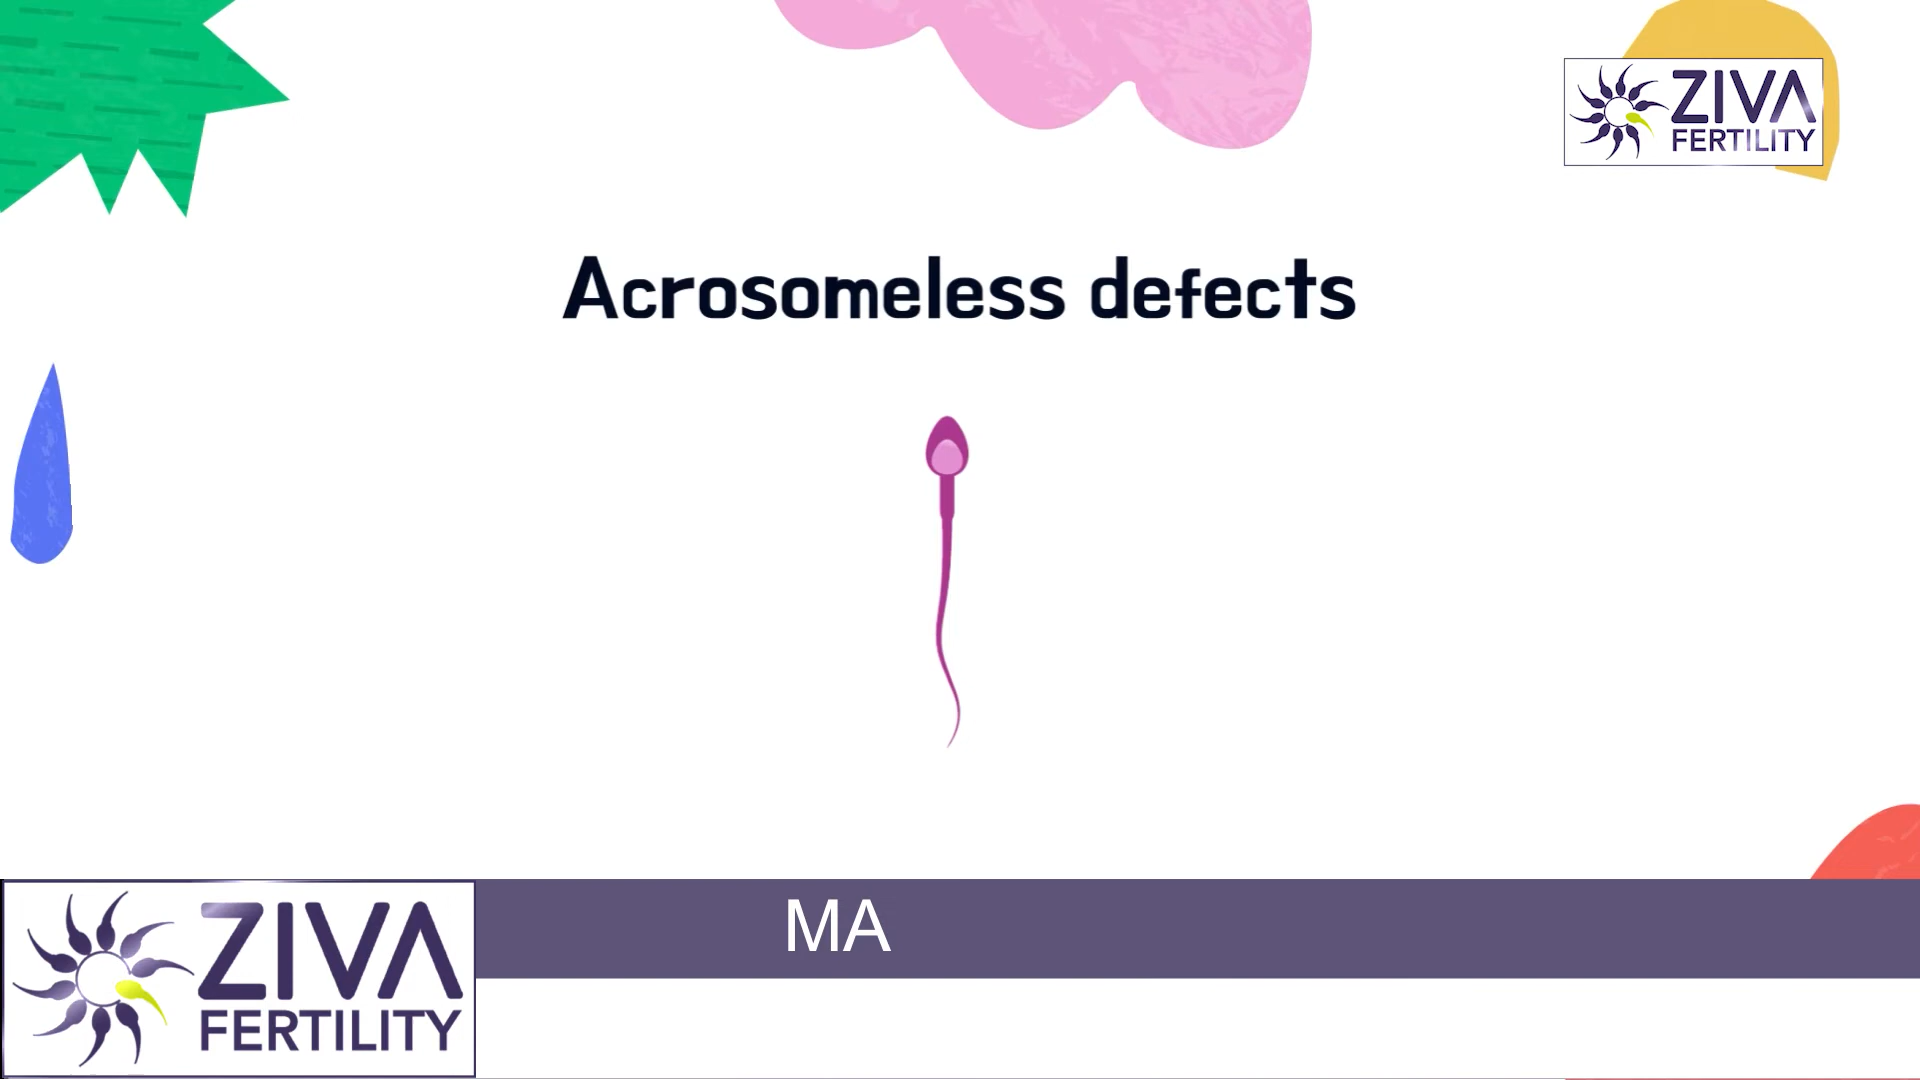 ZIVA
FERTILITY
Acrosomeless defects
MA
ZIVA
FERTILITY